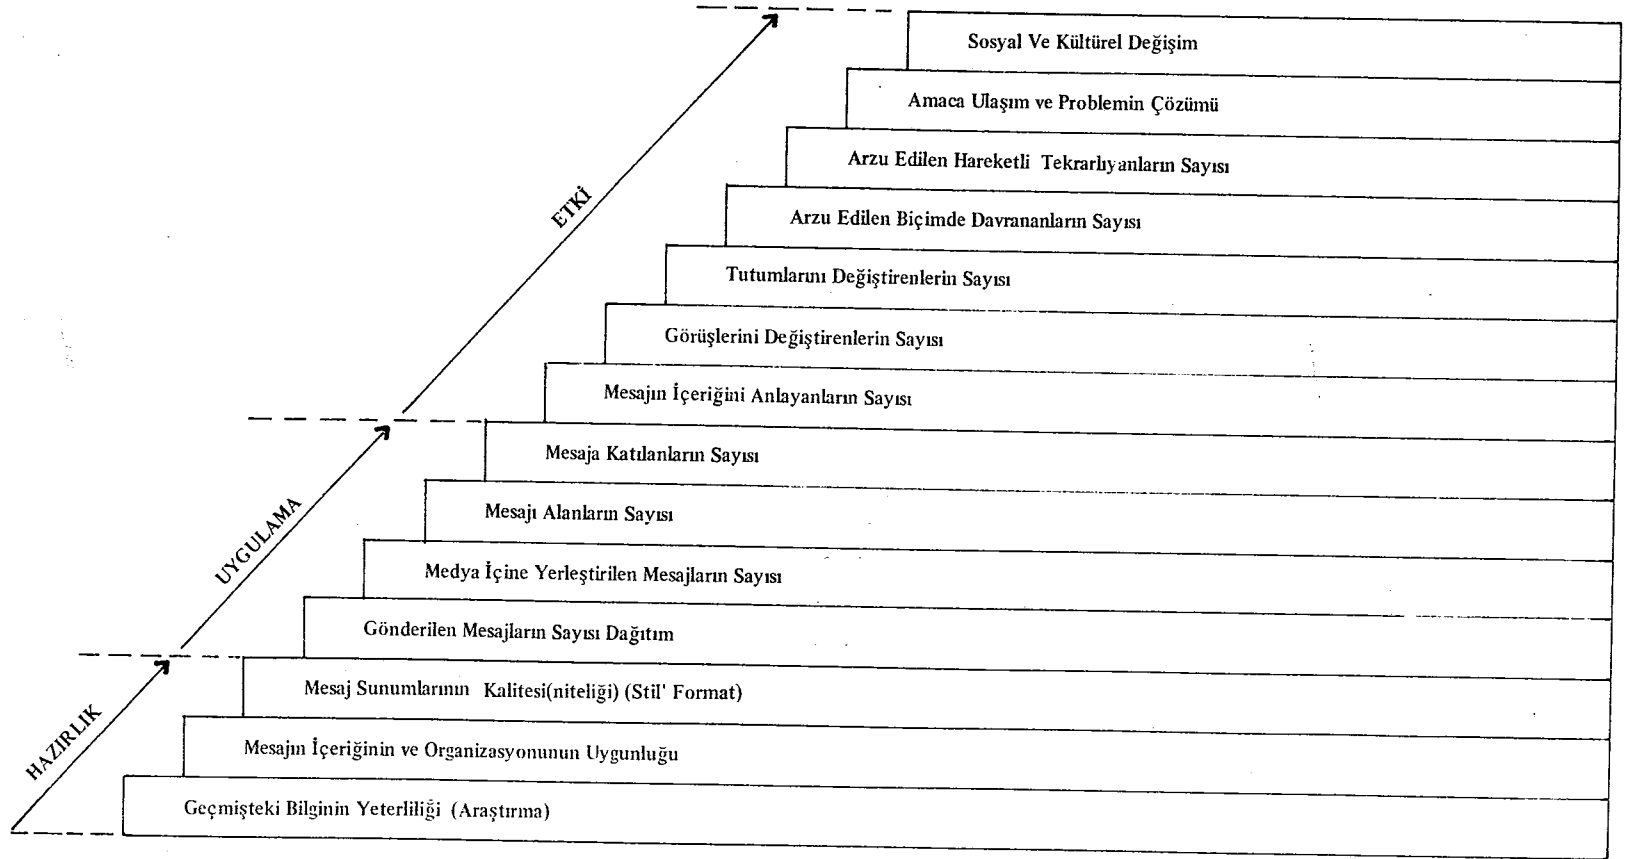 Sosyal Ve Kültürel Değişim
Amaca Ulaşım ve Problemin Çözümü
Arzu Edilen Hareketli Tekrarlıyanların Sayısı
Arzu Edilen Biçimde Davrananların Sayısı
Tutumlarını Değiştirenlerin Sayısı
Görüşlerini Değiştirenlerin Sayısı
Mesajın İçeriğini Anlayanların Sayısı
ETKİ
Mesaja Katılanların Sayısı
Mesajı Alanların Sayısı
Medya İçine Yerleştirilen Mesajların Sayısı
Gönderilen Mesajların Sayısı Dağıtım
UYGULAMA
Mesaj Sunumlarının Kalitesi(niteliği) (Stil' Format)
Mesajın İçeriğinin ve Organizasyonunun Uygunluğu
Geçmişteki Bilginin Yeterliliği (Araştırma)
HAZIRLIK